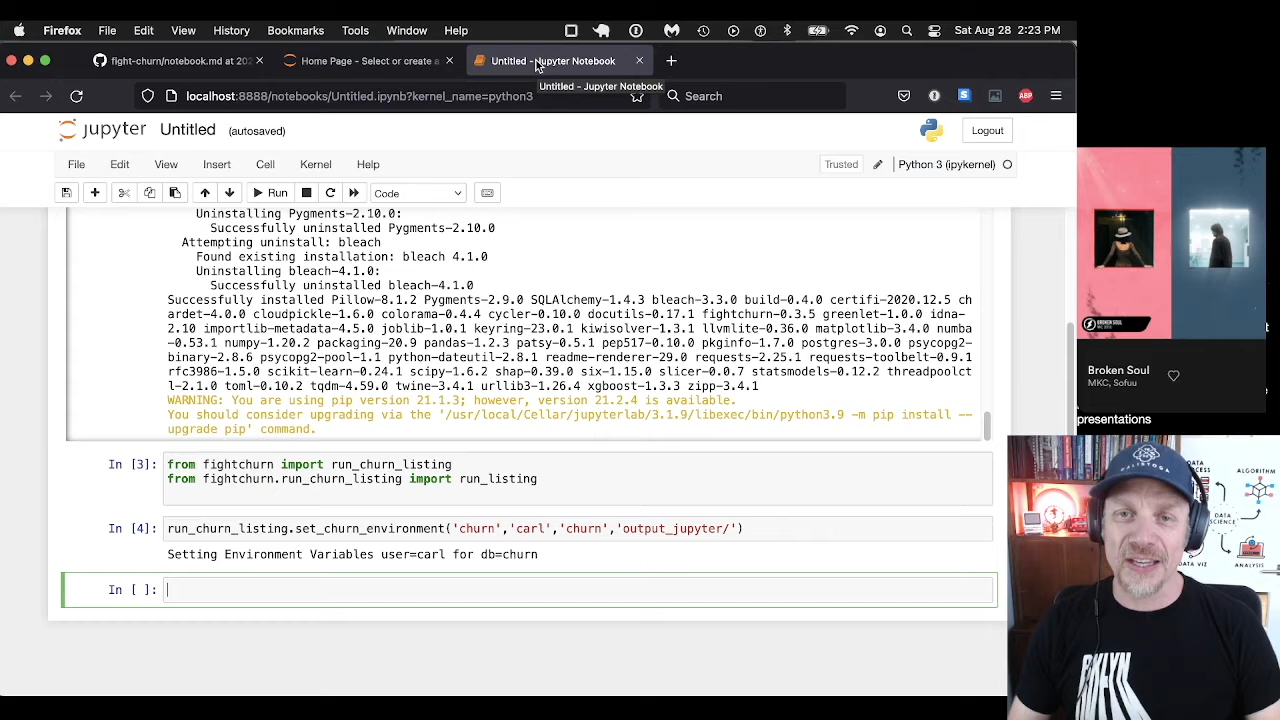 Firefox File Edit View History Bookmarks Tools Window Help Sat Aug 28 2:23 PM
fight-churn/notebook.md at 202 Home Page - Select or create a Untitled - Jupyter Notebook
localhost:8888/notebooks/Untitled.ipynb?kernel_name=python3 Search
Untitled - Jupyter Notebook
jupyter Untitled (autosaved) Logout
File Edit View Insert Cell Kernel Help Trusted Python 3 (ipykernel)
Run Code
Uninstalling Pygments-2.10.0:
Successfully uninstalled Pygments-2.10.0
Attempting uninstall: bleach
Found existing installation: bleach 4.1.0
Uninstalling bleach-4.1.0:
Successfully uninstalled bleach-4.1.0
Successfully installed Pillow-8.1.2 Pygments-2.9.0 SQLAlchemy-1.4.3 bleach-3.3.0 build-0.4.0 certifi-2020.12.5 ch
ardet-4.0.0 cloudpickle-1.6.0 colorama-0.4.4 cycler-0.10.0 docutils-0.17.1 fightchurn-0.3.5 greenlet-1.0.0 idna-
2.10 importlib-metadata-4.5.0 joblib-1.0.1 keyring-23.0.1 kiwisolver-1.3.1 llvmlite-0.36.0 matplotlib-3.4.0 numba
-0.53.1 numpy-1.20.2 packaging-20.9 pandas-1.2.3 patsy-0.5.1 pep517-0.10.0 pkginfo-1.7.0 postgres-3.0.0 psycopg2-
binary-2.8.6 psycopg2-pool-1.1 python-dateutil-2.8.1 readme-renderer-29.0 requests-2.25.1 requests-toolbelt-0.9.1
rfc3986-1.5.0 scikit-learn-0.24.1 scipy-1.6.2 shap-0.39.0 six-1.15.0 slicer-0.0.7 statsmodels-0.12.2 threadpoolct
l-2.1.0 toml-0.10.2 tqdm-4.59.0 twine-3.4.1 urllib3-1.26.4 xgboost-1.3.3 zipp-3.4.1
WARNING: You are using pip version 21.1.3; however, version 21.2.4 is available.
You should consider upgrading via the '/usr/local/Cellar/jupyterlab/3.1.9/libexec/bin/python3.9 -m pip install --
upgrade pip' command.
In [3]: from fightchurn import run_churn_listing
from fightchurn.run_churn_listing import run_listing
In [4]: run_churn_listing.set_churn_environment('churn','carl','churn','output_jupyter/')
Setting Environment Variables user=carl for db=churn
In [ ]:
BROKEN SOUL
Broken Soul
MKC, Sofuu
presentations
ALGORITHM
DATA
SCIENCE
DATA VIZ
ANALYSIS